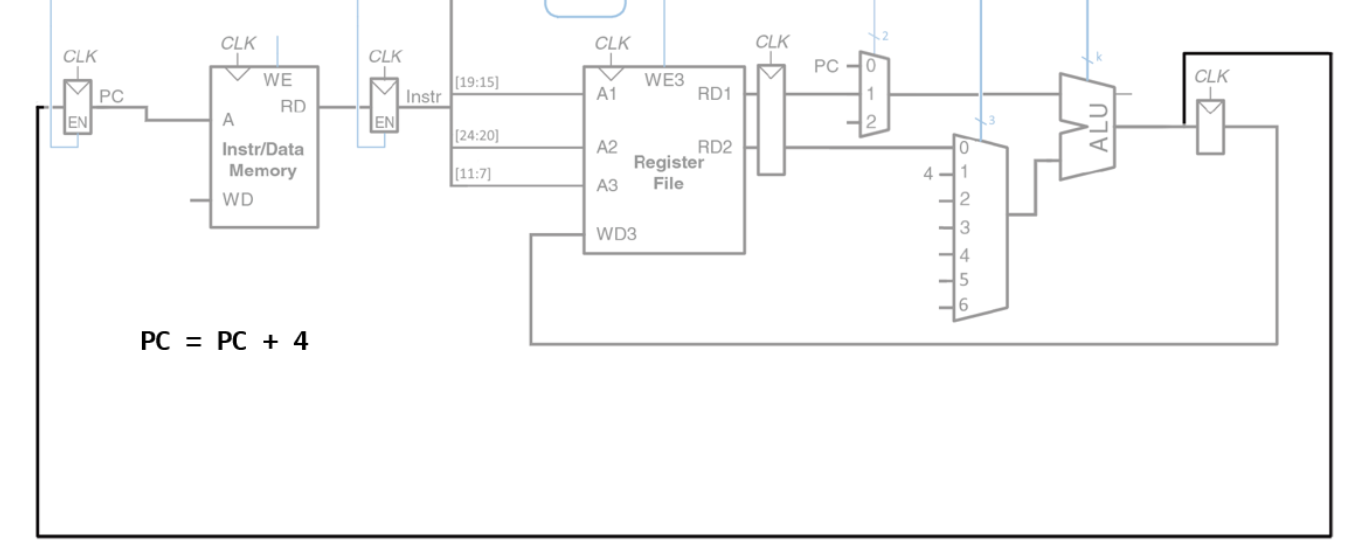 CLK
PC
EN
CLK
WE
A
RD
Instr/Data
Memory
WD
CLK
EN
Instr
[19:15]
[24:20]
[11:7]
CLK
WE3
A1
RD1
A2
RD2
Register
File
A3
WD3
CLK
2
PC
0
1
2
3
0
4
1
2
3
4
5
6
k
ALU
CLK
PC = PC + 4